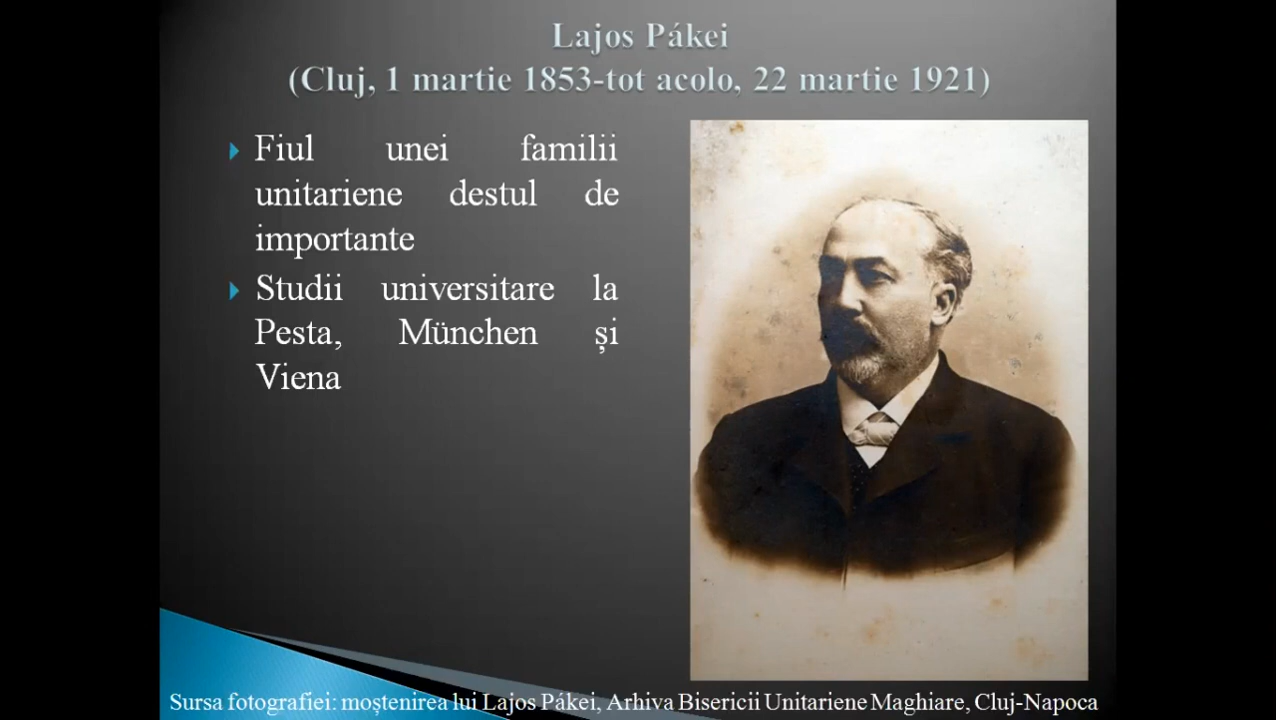 Lajos Pákei
(Cluj, 1 martie 1853-tot acolo, 22 martie 1921)
Fiul unei familii
unitariene destul de
importante
Studii universitare la
Pesta, München și
Viena
Sursa fotografiei: moștenirea lui Lajos Pákei, Arhiva Bisericii Unitariene Maghiare, Cluj-Napoca